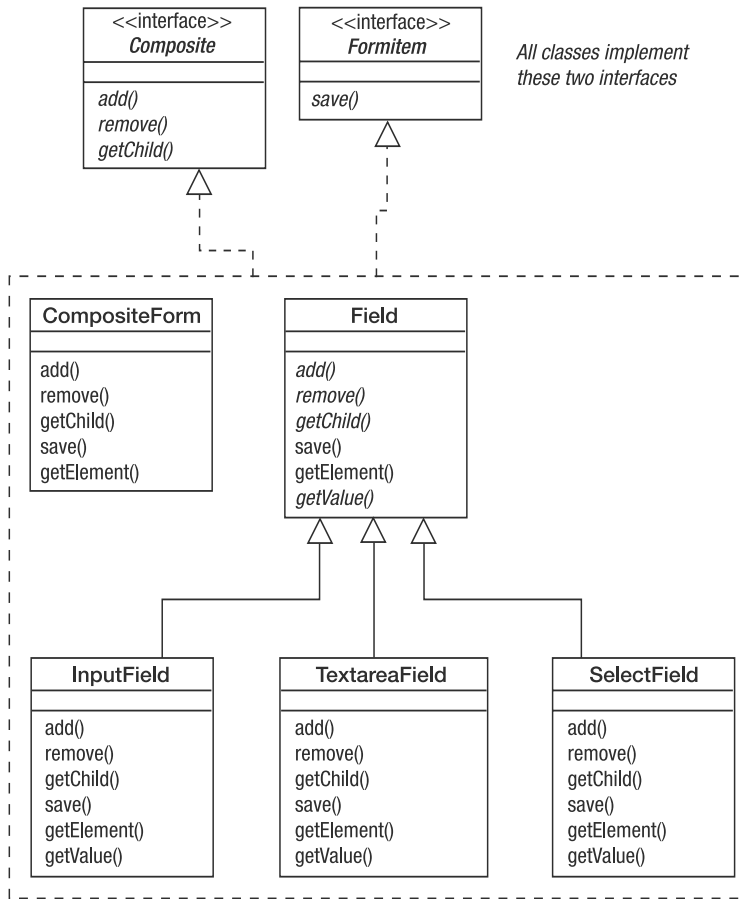 <<interface>>
Composite
add()
remove()
getChild()
<<interface>>
Formitem
save()
All classes implement
these two interfaces
CompositeForm
add()
remove()
getChild()
save()
getElement()
Field
add()
remove()
getChild()
save()
getElement()
getValue()
InputField
add()
remove()
getChild()
save()
getElement()
getValue()
TextareaField
add()
remove()
getChild()
save()
getElement()
getValue()
SelectField
add()
remove()
getChild()
save()
getElement()
getValue()